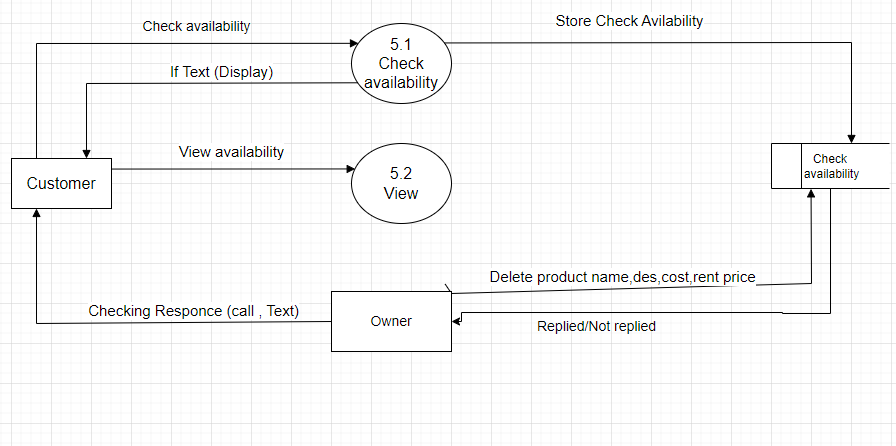 Check availability
Store Check Avilability
5.1
Check
availability
If Text (Display)
View availability
Check
availability
Customer
5.2
View
Delete product name,des,cost,rent price
Checking Responce (call , Text)
Owner
Replied/Not replied